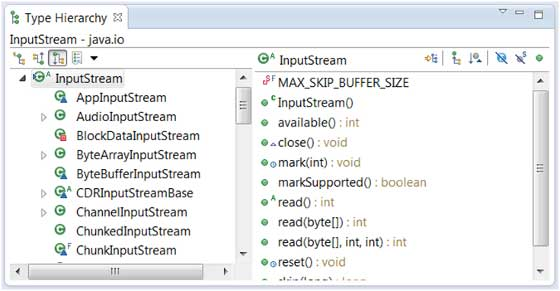 Type Hierarchy
InputStream - java.io
InputStream
AppInputStream
AudioInputStream
BlockDataInputStream
ByteArrayInputStream
ByteBufferInputStream
CDRInputStreamBase
ChannelInputStream
ChunkedInputStream
ChunkInputStream
InputStream
MAX_SKIP_BUFFER_SIZE
InputStream()
available() : int
close() : void
mark(int) : void
markSupported() : boolean
read() : int
read(byte[]) : int
read(byte[], int, int) : int
reset() : void